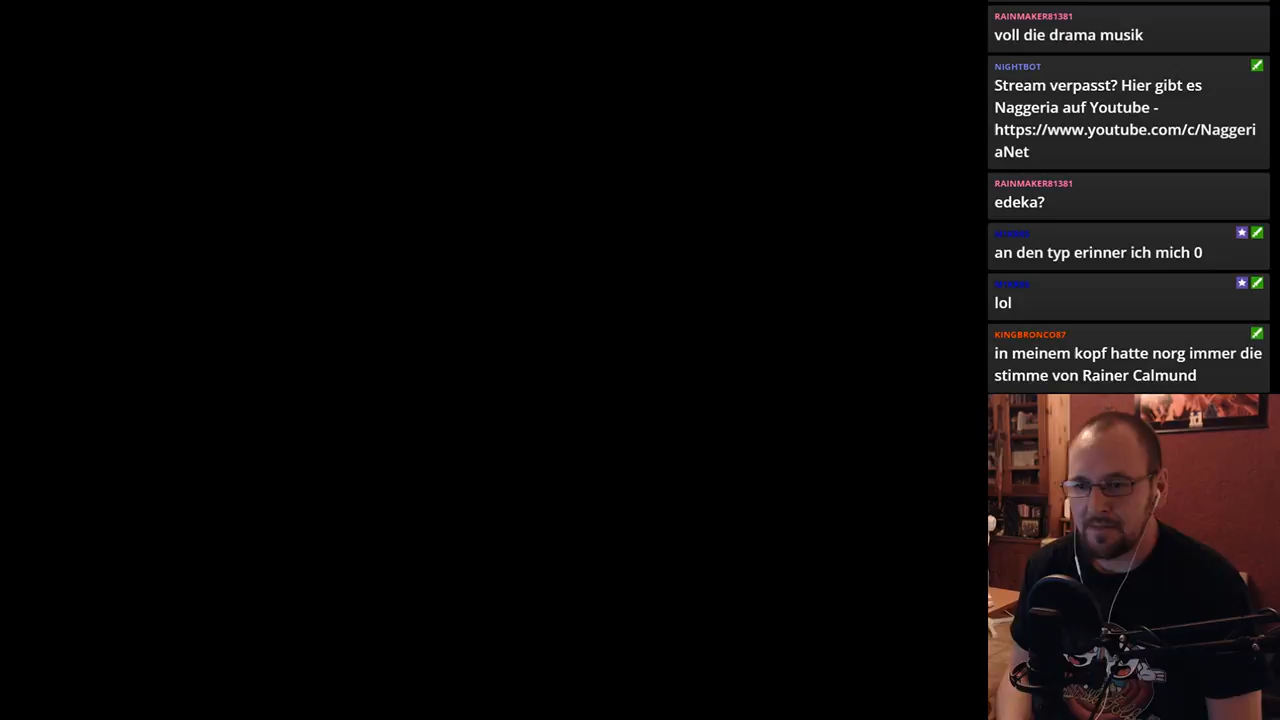 RAINMAKER81381
voll die drama musik
NIGHTBOT
Stream verpasst? Hier gibt es
Naggeria auf Youtube -
https://www.youtube.com/c/Naggeri
aNet
RAINMAKER81381
edeka?
an den typ erinner ich mich 0
lol
KINGBRONCO87
in meinem kopf hatte norg immer die
stimme von Rainer Calmund